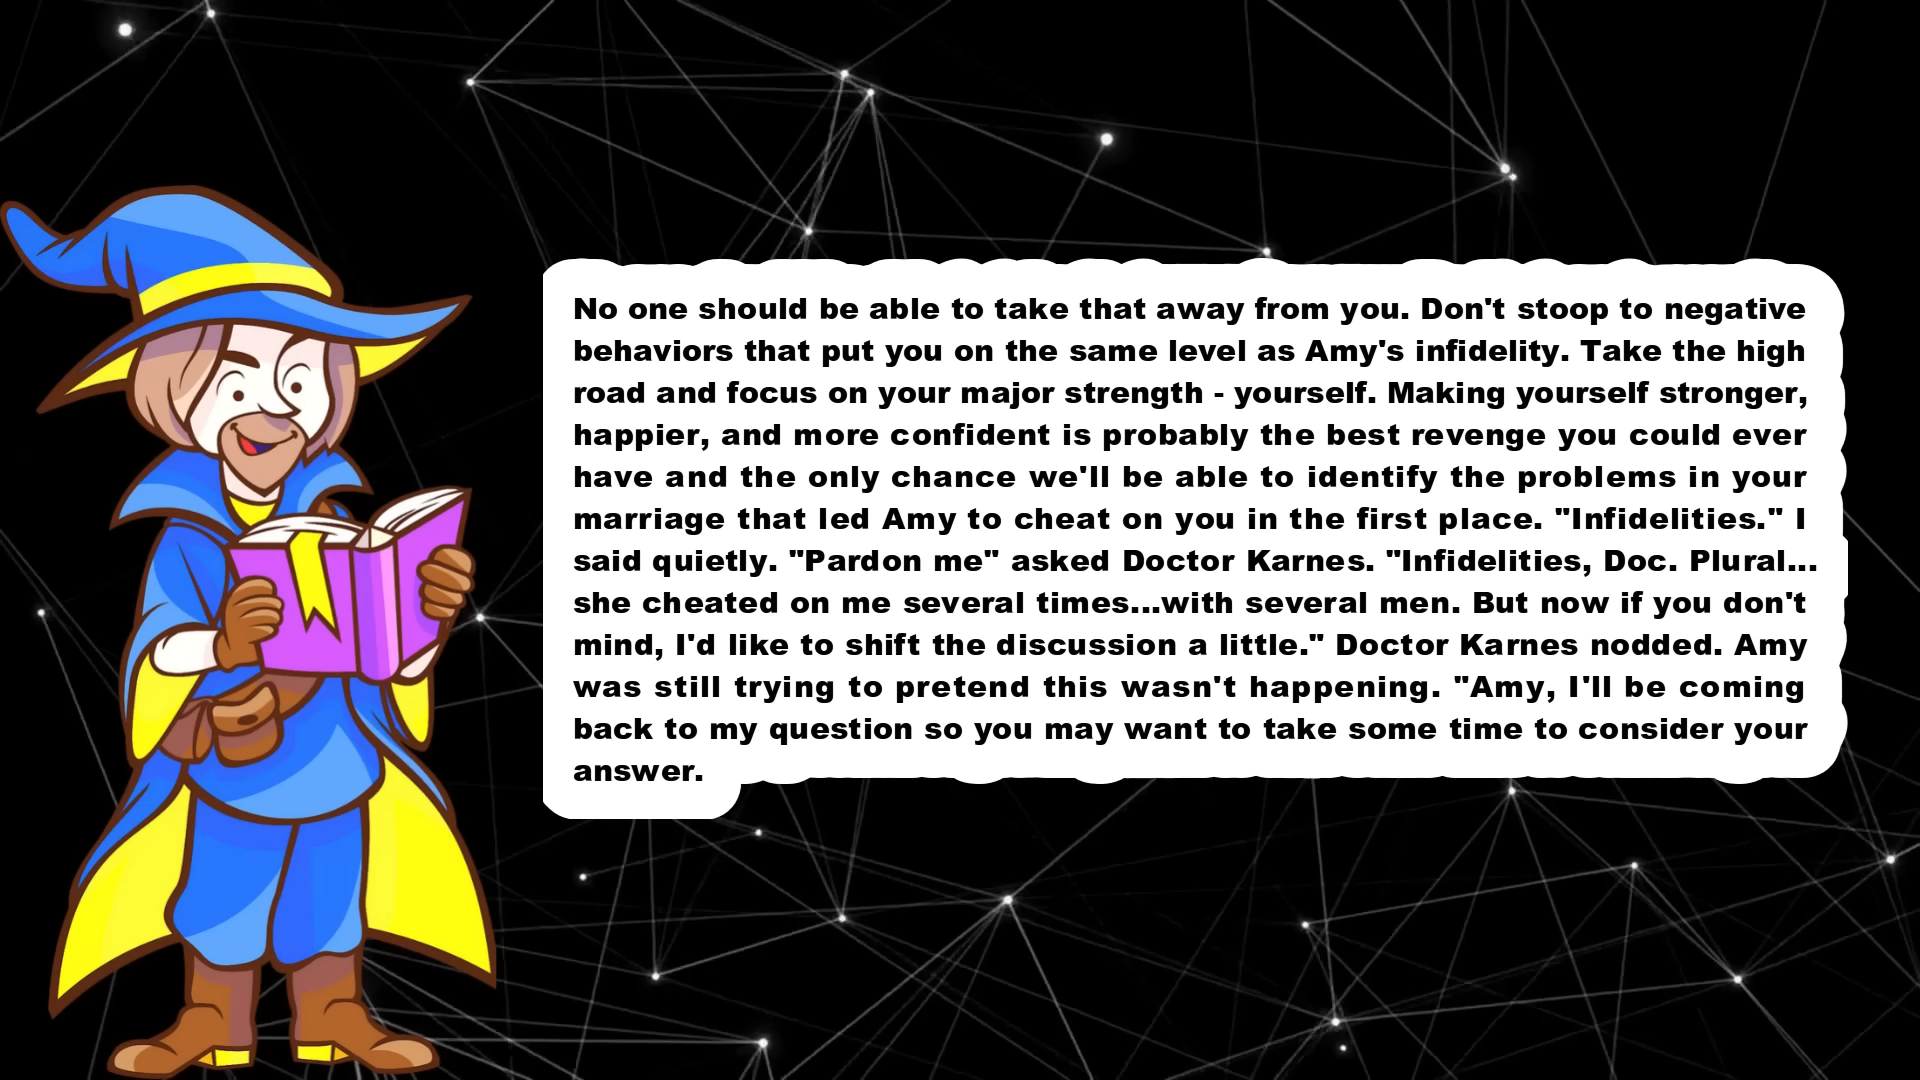 No one should be able to take that away from you. Don't stoop to negative
behaviors that put you on the same level as Amy's infidelity. Take the high
road and focus on your major strength - yourself. Making yourself stronger,
happier, and more confident is probably the best revenge you could ever
have and the only chance we'll be able to identify the problems in your
marriage that led Amy to cheat on you in the first place. "Infidelities." I
said quietly. "Pardon me" asked Doctor Karnes. "Infidelities, Doc. Plural...
she cheated on me several times...with several men. But now if you don't
mind, I'd like to shift the discussion a little." Doctor Karnes nodded. Amy
was still trying to pretend this wasn't happening. "Amy, I'll be coming
back to my question so you may want to take some time to consider your
answer.